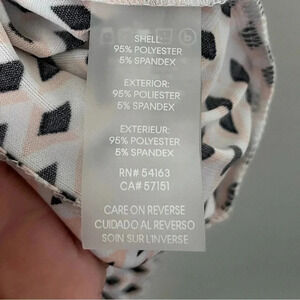 SHELL:
95% POLYESTER
5% SPANDEX
EXTERIOR:
95% POLIESTER
5% SPANDEX
EXTERIEUR:
95% POLYESTER
5% SPANDEX
RN# 54163
CA# 57151
CARE ON REVERSE
CUIDADO AL REVERSO
SOIN SUR L'INVERSE